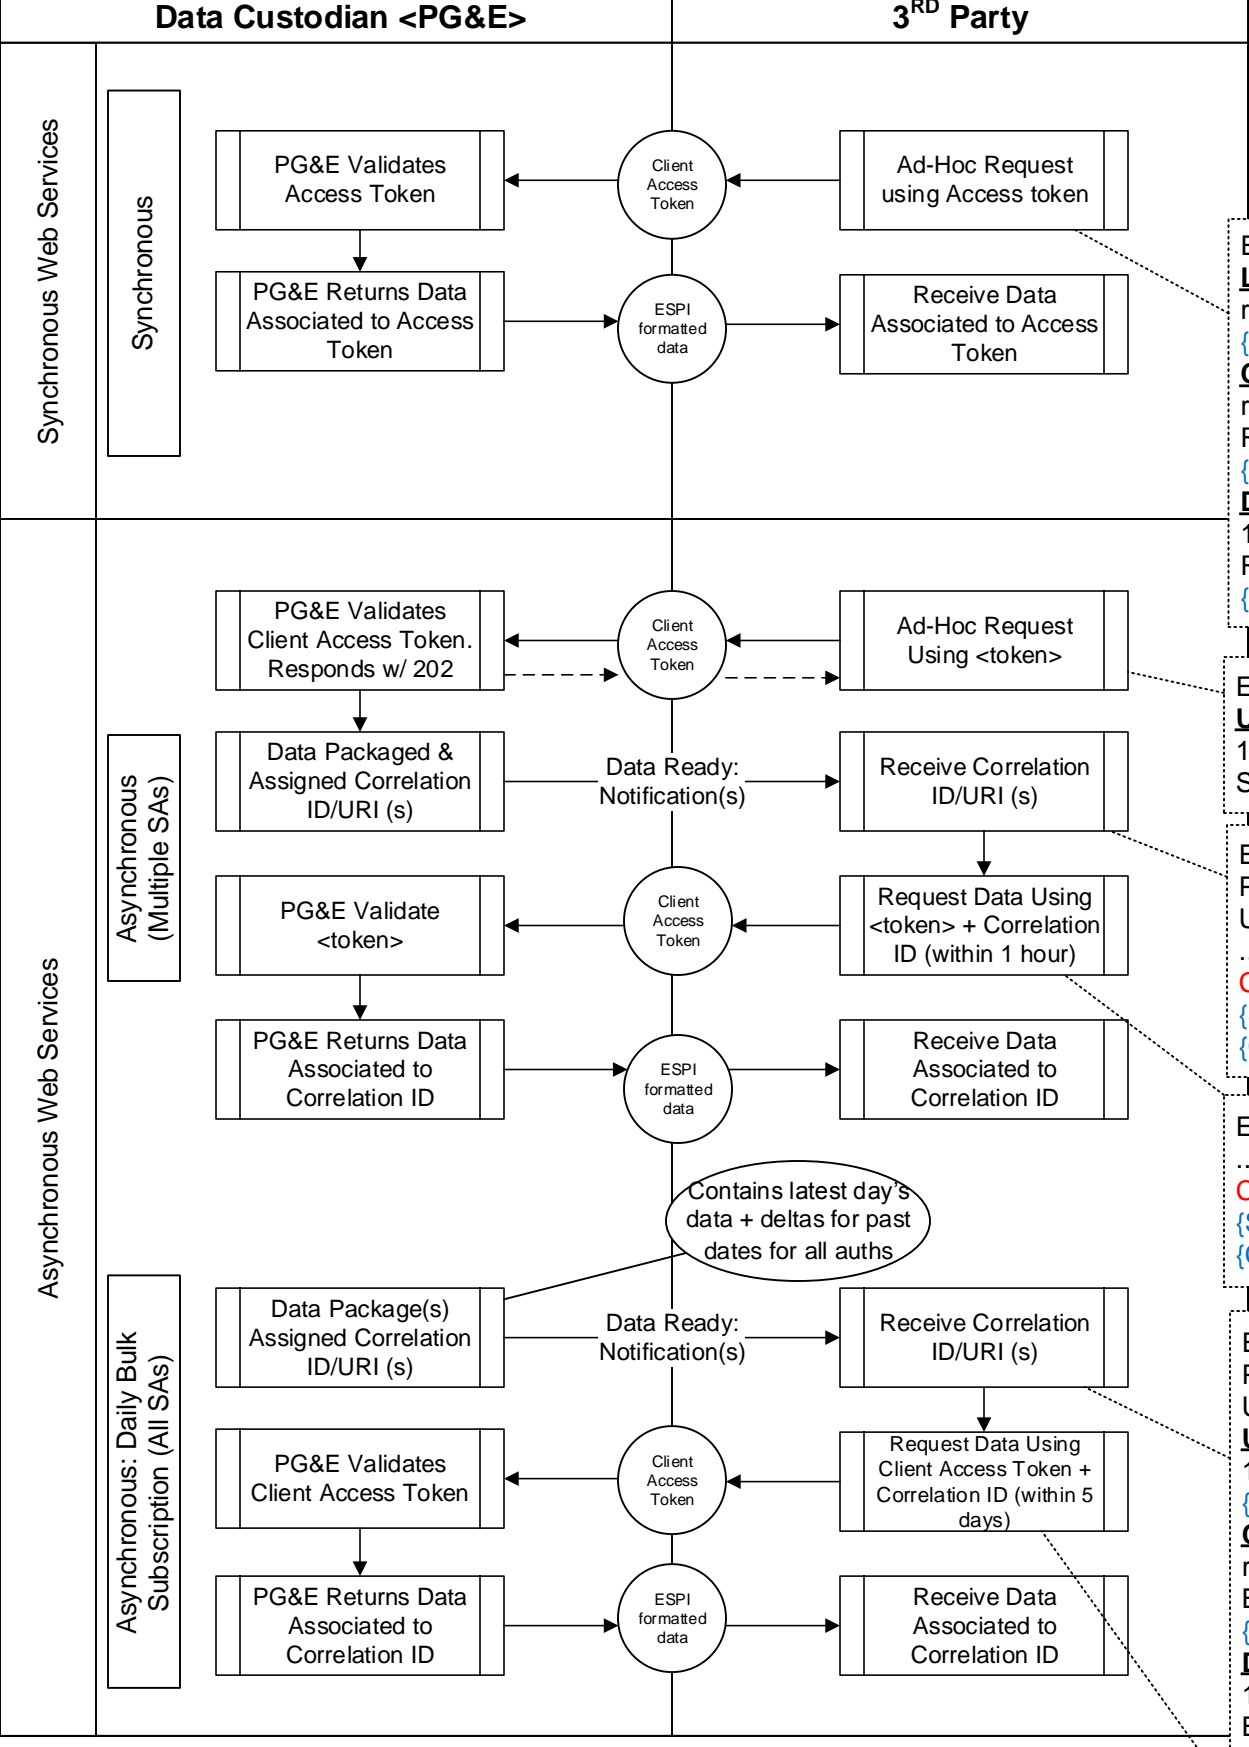 Data Custodian <PG&E>
3RD Party
Synchronous Web Services
Synchronous
PG&E Validates
Access Token
Client
Access
Token
Ad-Hoc Request
using Access token
PG&E Returns Data
Associated to Access
Token
ESPI
formatted
data
Receive Data
Associated to Access
Token
Asynchronous Web Services
Asynchronous
(Multiple SAs)
PG&E Validates
Client Access Token.
Responds w/ 202
Client
Access
Token
Ad-Hoc Request
Using <token>
Data Packaged &
Assigned Correlation
ID/URI (s)
Data Ready:
Notification(s)
Receive Correlation
ID/URI (s)
PG&E Validate
<token>
Client
Access
Token
Request Data Using
<token> + Correlation
ID (within 1 hour)
PG&E Returns Data
Associated to
Correlation ID
ESPI
formatted
data
Receive Data
Associated to
Correlation ID
Contains latest day's
data + deltas for past
dates for all auths
Asynchronous: Daily Bulk
Subscription (All SAs)
Data Package(s)
Assigned Correlation
ID/URI (s)
Data Ready:
Notification(s)
Receive Correlation
ID/URI (s)
PG&E Validates
Client Access Token
Client
Access
Token
Request Data Using
Client Access Token +
Correlation ID (within 5
days)
PG&E Returns Data
Associated to
Correlation ID
ESPI
formatted
data
Receive Data
Associated to
Correlation ID